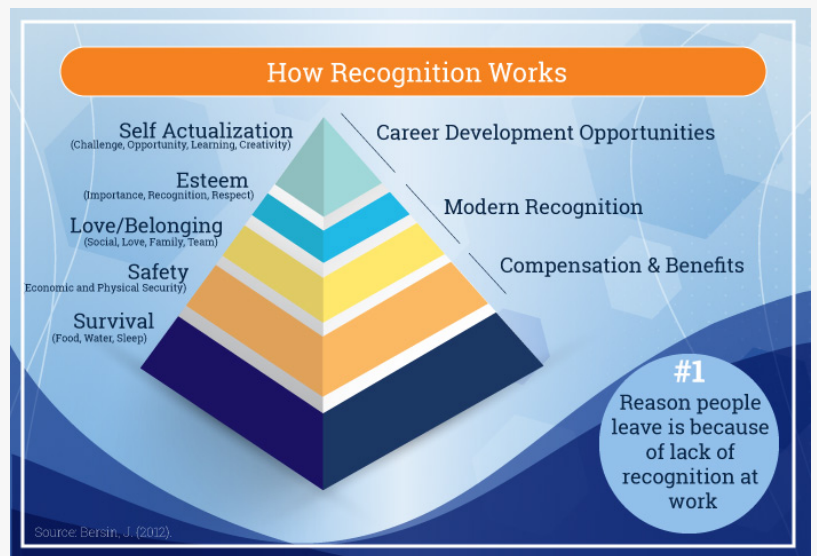 How Recognition Works
Self Actualization
(Challenge, Opportunity, Learning, Creativity)
Career Development Opportunities
Esteem
(Importance, Recognition, Respect)
Modern Recognition
Love/Belonging
(Social, Love, Family, Team)
Safety
Economic and Physical Security)
Compensation & Benefits
Survival
(Food, Water, Sleep)
#1
Reason people
leave is because
of lack of
recognition at
work
Source: Bersin, J. (2012).